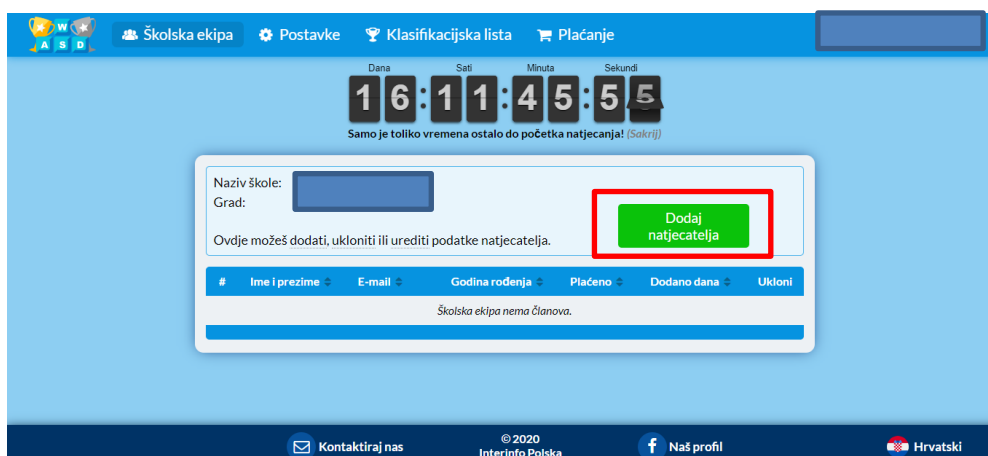 W
A S D
Školska ekipa
Postavke
Klasifikacijska lista
Plaćanje
Dana Sati Minuta Sekundi
16:11:45:55
Samo je toliko vremena ostalo do početka natjecanja! (Sakrij)
Naziv škole:
Grad:
Ovdje možeš dodati, ukloniti ili urediti podatke natjecatelja.
Dodaj
natjecatelja
# Ime i prezime E-mail Godina rođenja Plaćeno Dodano dana Ukloni
Školska ekipa nema članova.
Kontaktiraj nas
© 2020
Interinfo Polska
Naš profil
Hrvatski